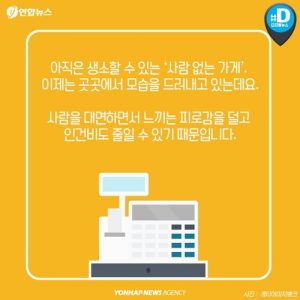 연합뉴스
#D
아직은 생소할 수 있는 '사람 없는 가게'.
이제는 곳곳에서 모습을 드러내고 있는데요.
사람을 대면하면서 느끼는 피로감을 덜고
인건비도 줄일 수 있기 때문입니다.
YONHAP NEWS AGENCY